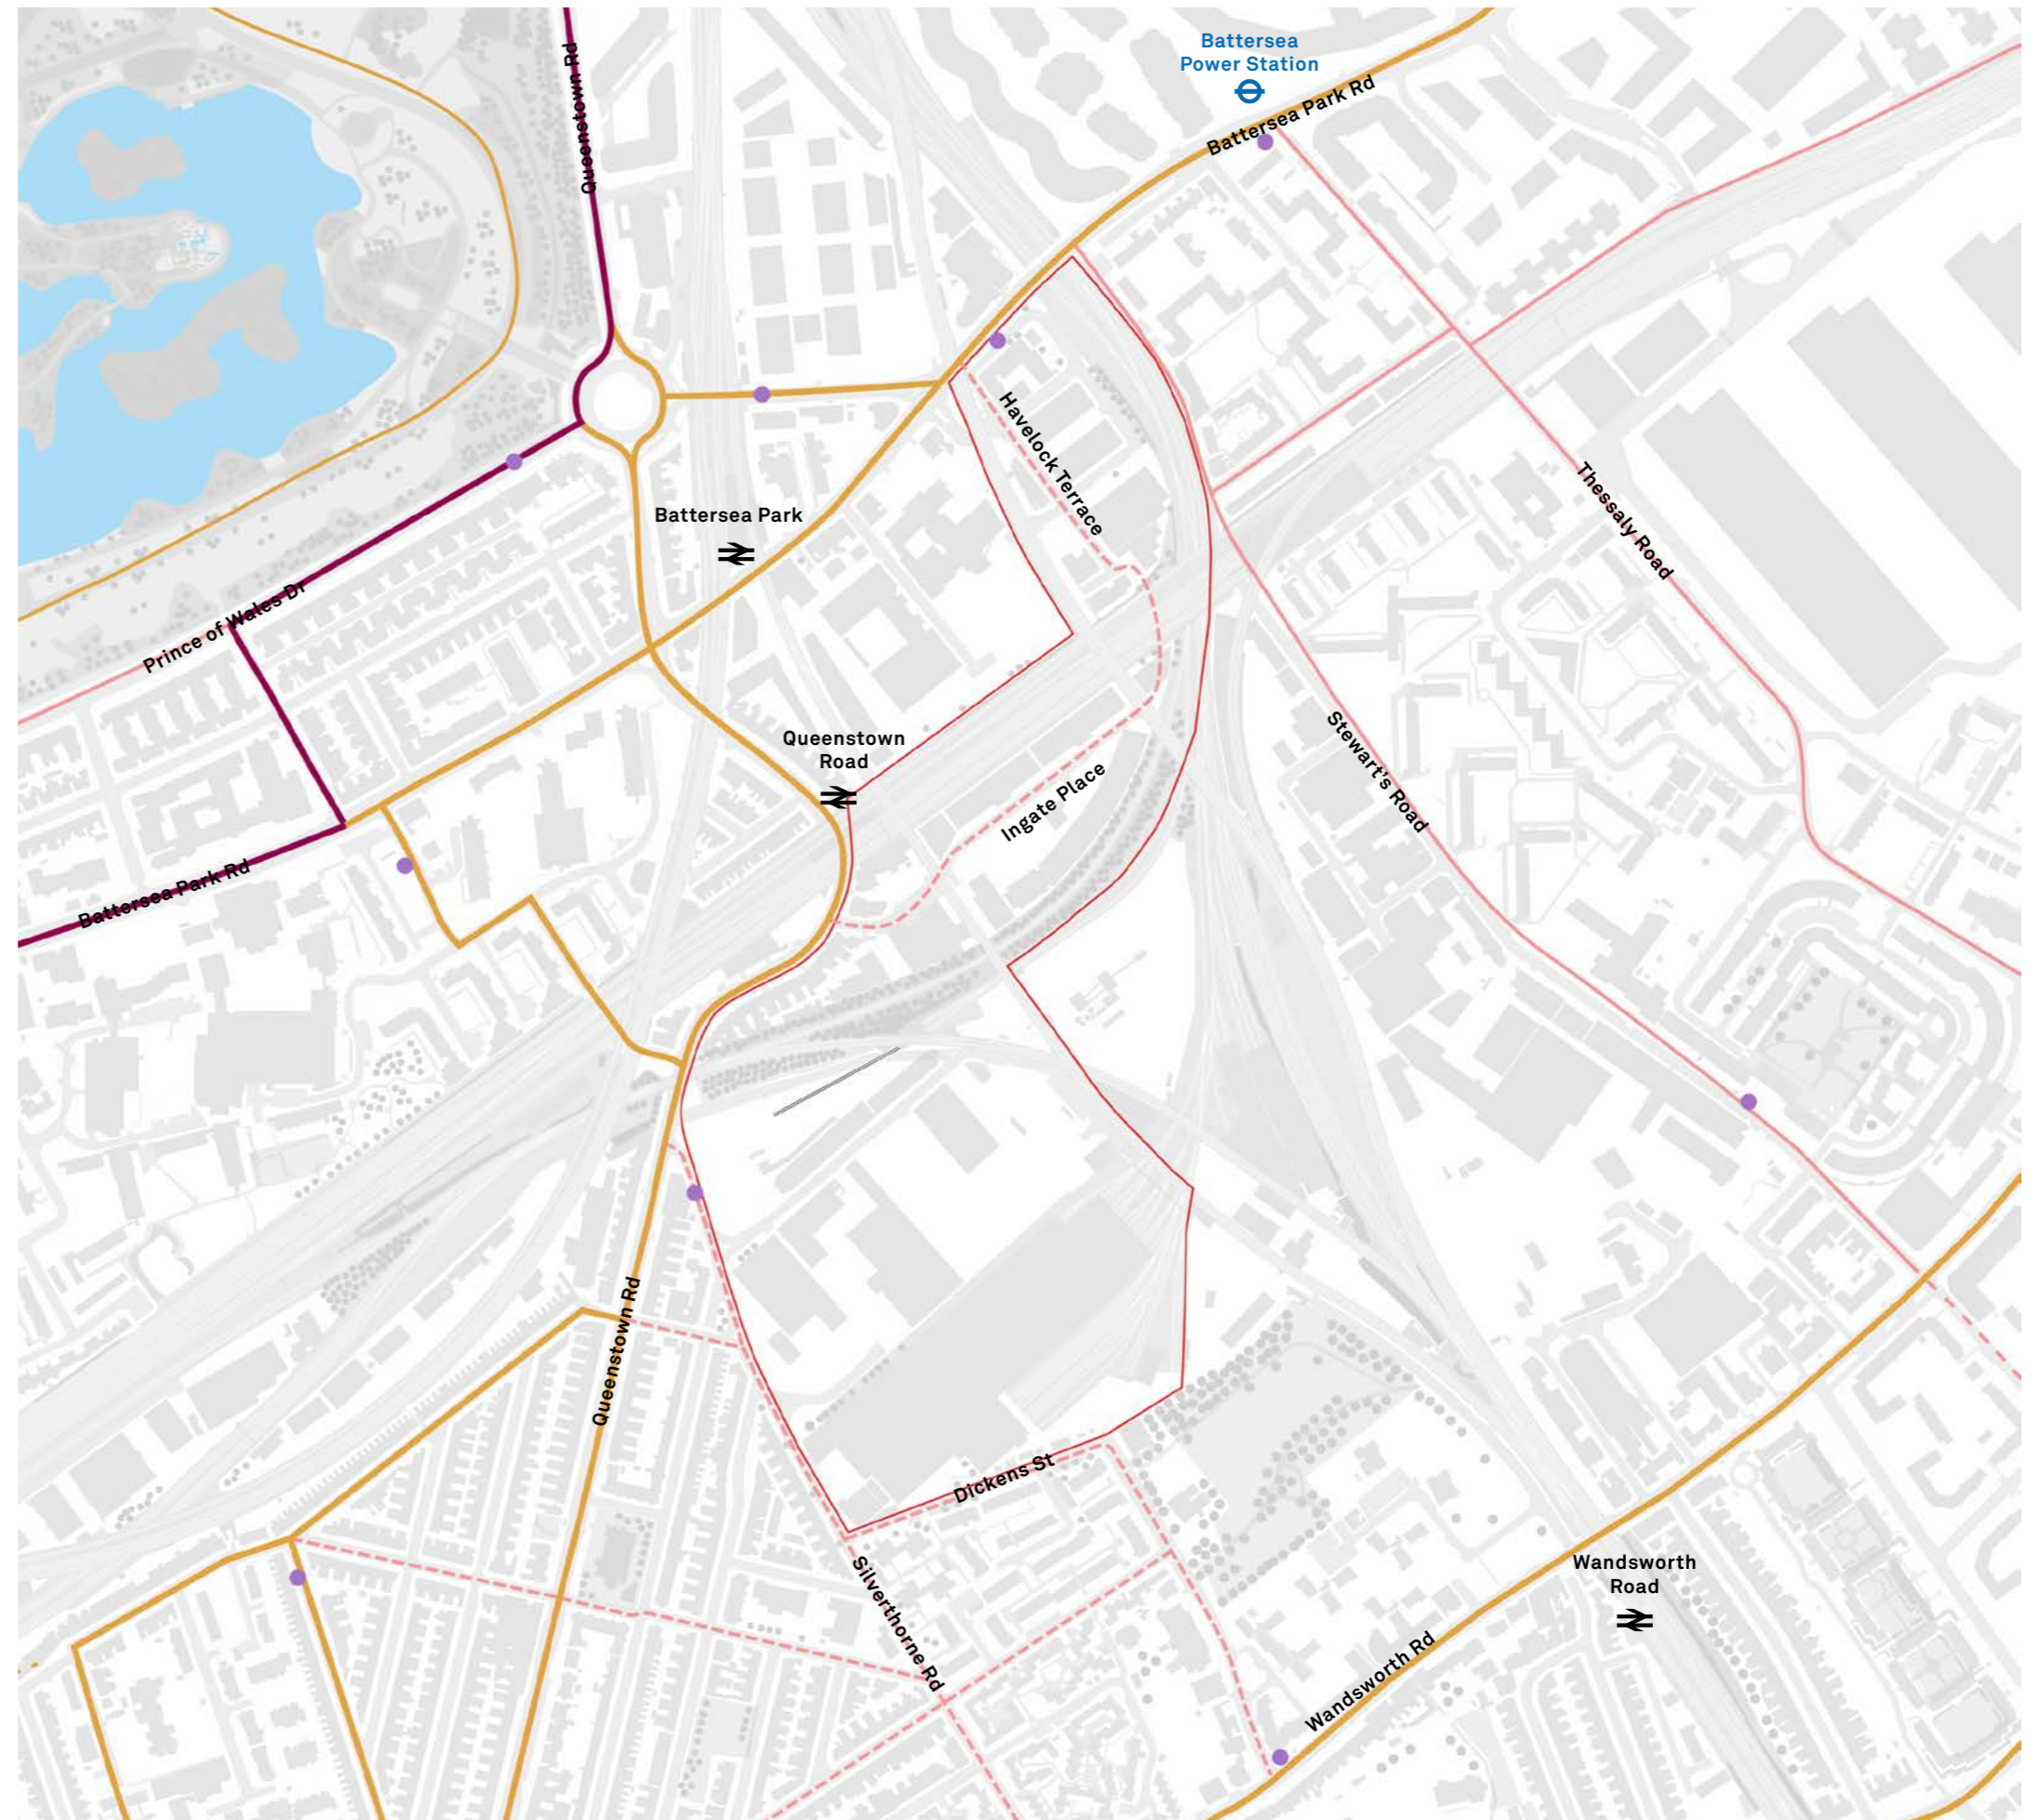 Battersea
Power Station
Queenstown Rd
Battersea Park Rd
Havelock Terrace
Thessaly Road
Battersea Park
Prince of Wales Dr
Queenstown
Road
Stewart's Road
Ingate Place
Battersea Park Rd
Queenstown Rd
Dickens St
Silverthorne Rd
Wandsworth
Road
Wandsworth Rd